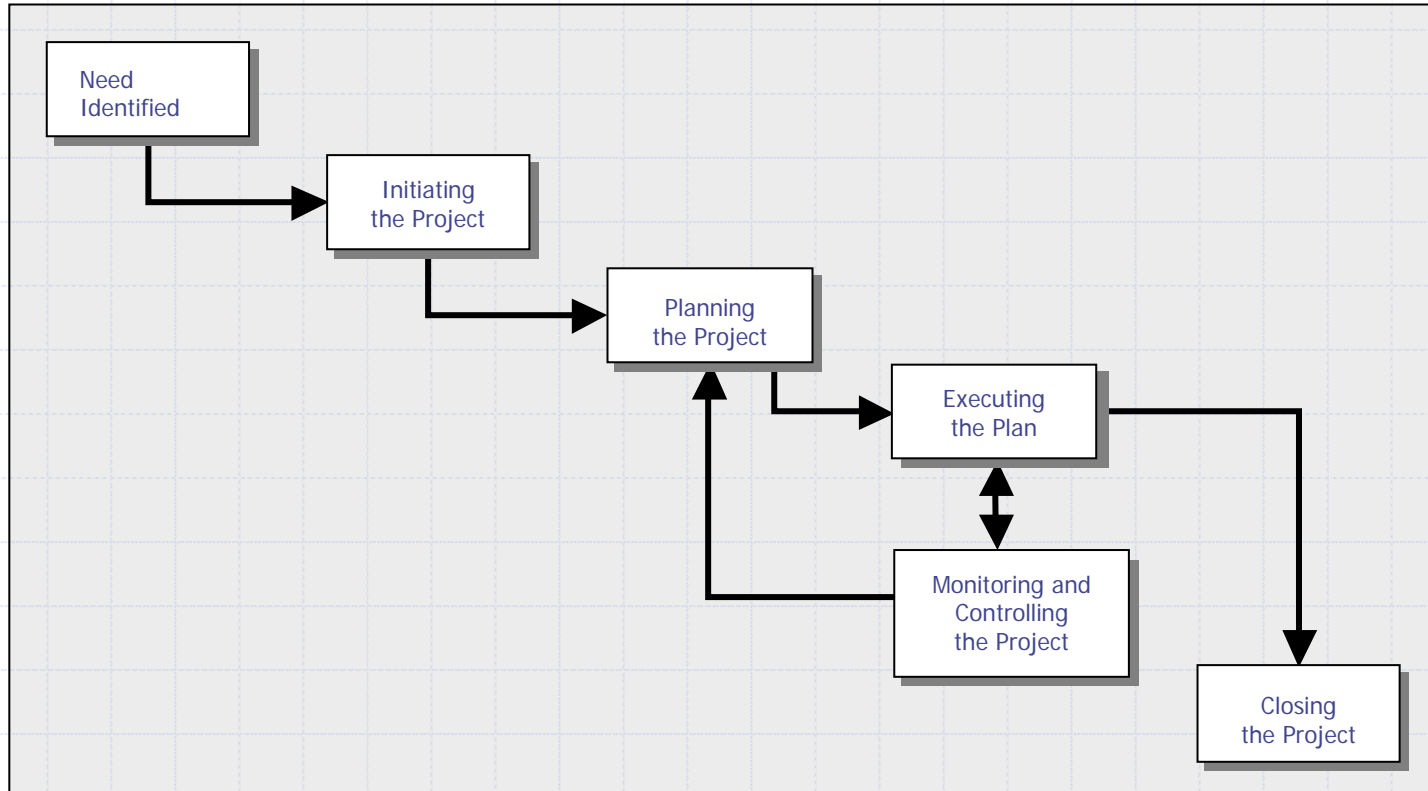 Need
Identified
Initiating
the Project
Planning
the Project
Executing
the Plan
Monitoring and
Controlling
the Project
Closing
the Project